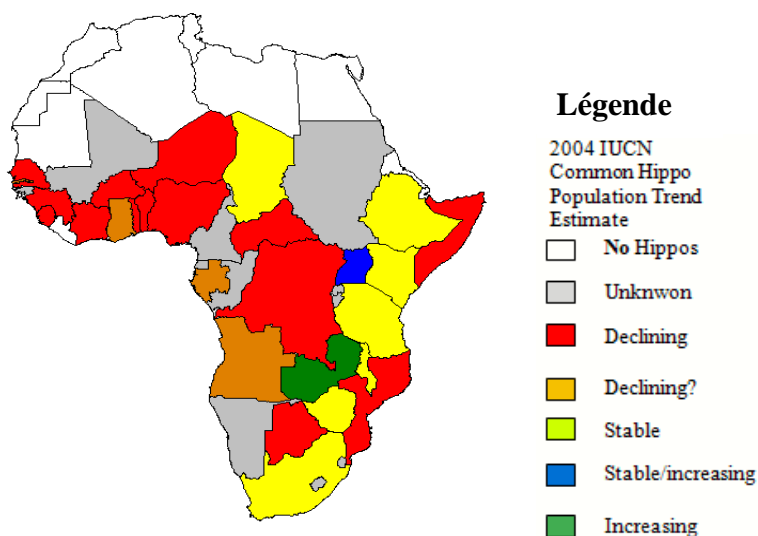 Légende
2004 IUCN
Common Hippo
Population Trend
Estimate
No Hippos
Unknwon
Declining
Declining?
Stable
Stable/increasing
Increasing